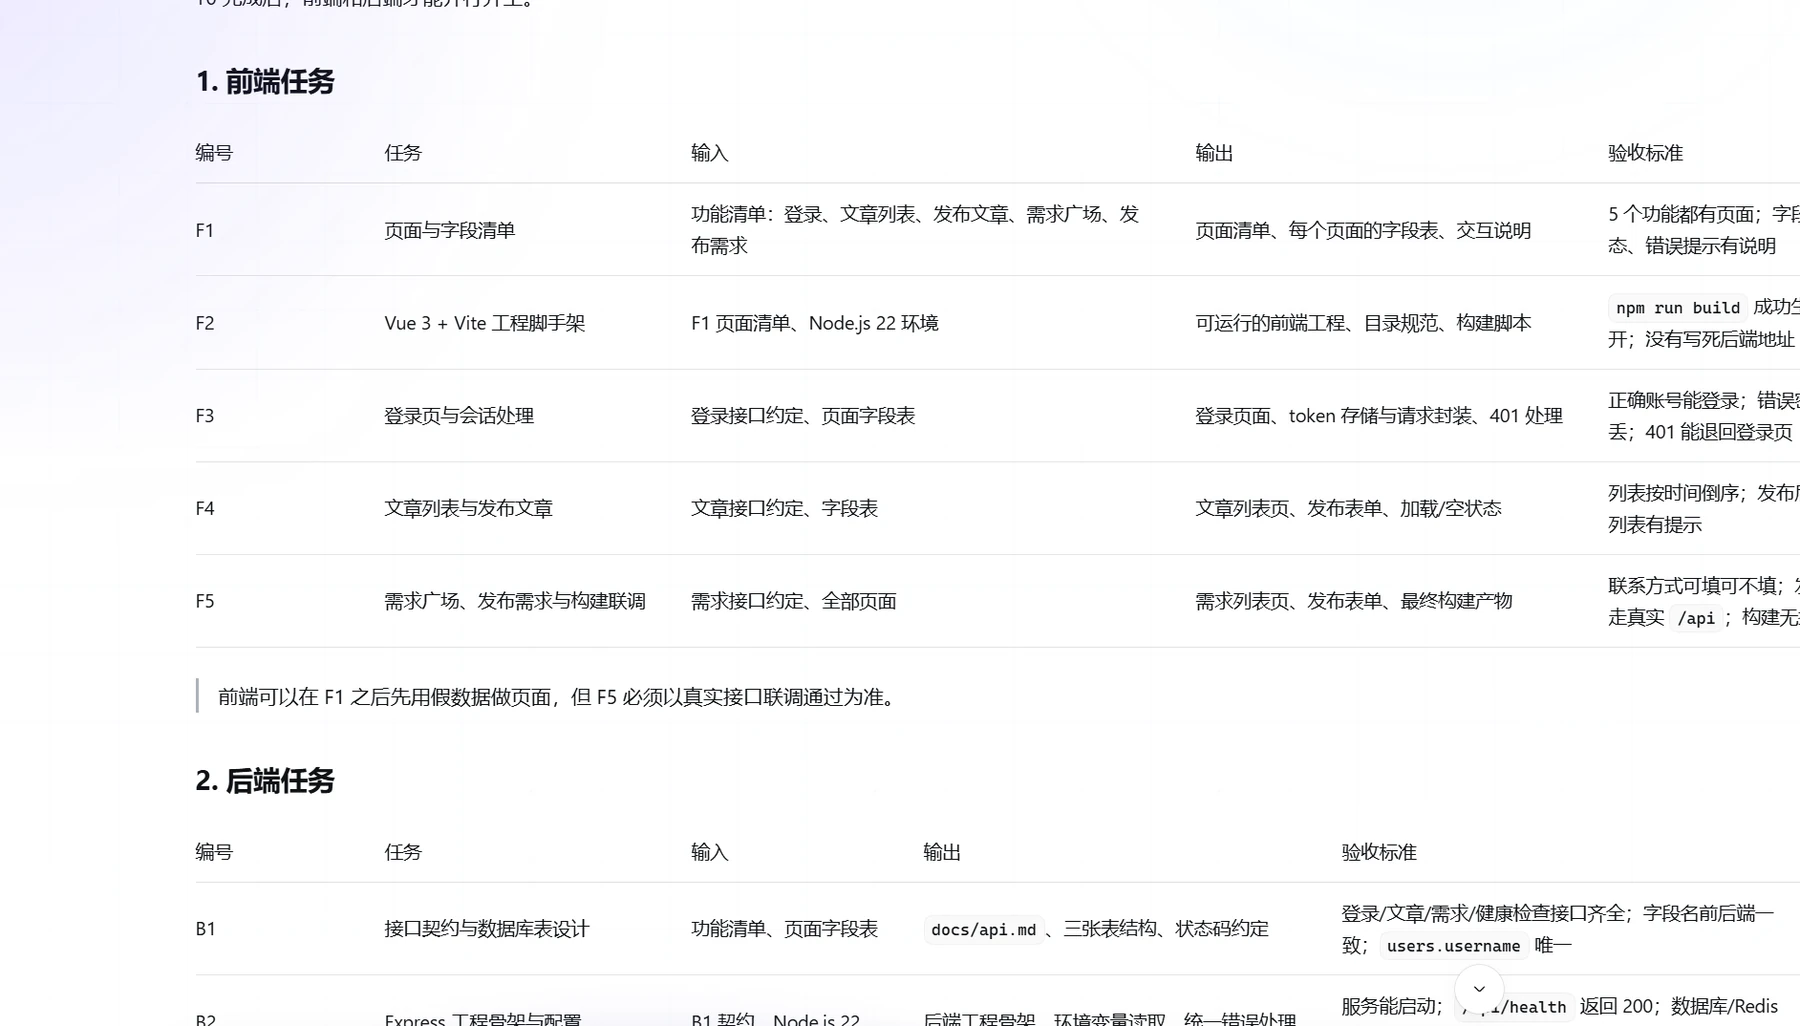 10 完成后，前端和后端才能并行开工。
1. 前端任务
编号 任务 输入 输出 验收标准
F1 页面与字段清单 功能清单：登录、文章列表、发布文章、需求广场、发 页面清单、每个页面的字段表、交互说明 5 个功能都有页面；字段
布需求 态、错误提示有说明
F2 Vue 3 + Vite 工程脚手架 F1 页面清单、Node.js 22 环境 可运行的前端工程、目录规范、构建脚本 npm run build 成功生
开；没有写死后端地址
F3 登录页与会话处理 登录接口约定、页面字段表 登录页面、token 存储与请求封装、401 处理 正确账号能登录；错误密
丢；401 能退回登录页
F4 文章列表与发布文章 文章接口约定、字段表 文章列表页、发布表单、加载/空状态 列表按时间倒序；发布后
列表有提示
F5 需求广场、发布需求与构建联调 需求接口约定、全部页面 需求列表页、发布表单、最终构建产物 联系方式可填可不填；发
走真实 /api ；构建无
前端可以在 F1 之后先用假数据做页面，但 F5 必须以真实接口联调通过为准。
2. 后端任务
编号 任务 输入 输出 验收标准
B1 接口契约与数据库表设计 功能清单、页面字段表 docs/api.md 、三张表结构、状态码约定 登录/文章/需求/健康检查接口齐全；字段名前后端一
致； users.username 唯一
B2 Express 工程骨架与配置 B1 契约、Node.js 22 后端工程骨架、环境变量读取、统一错误处理 服务能启动； /api/health 返回 200；数据库/Redis